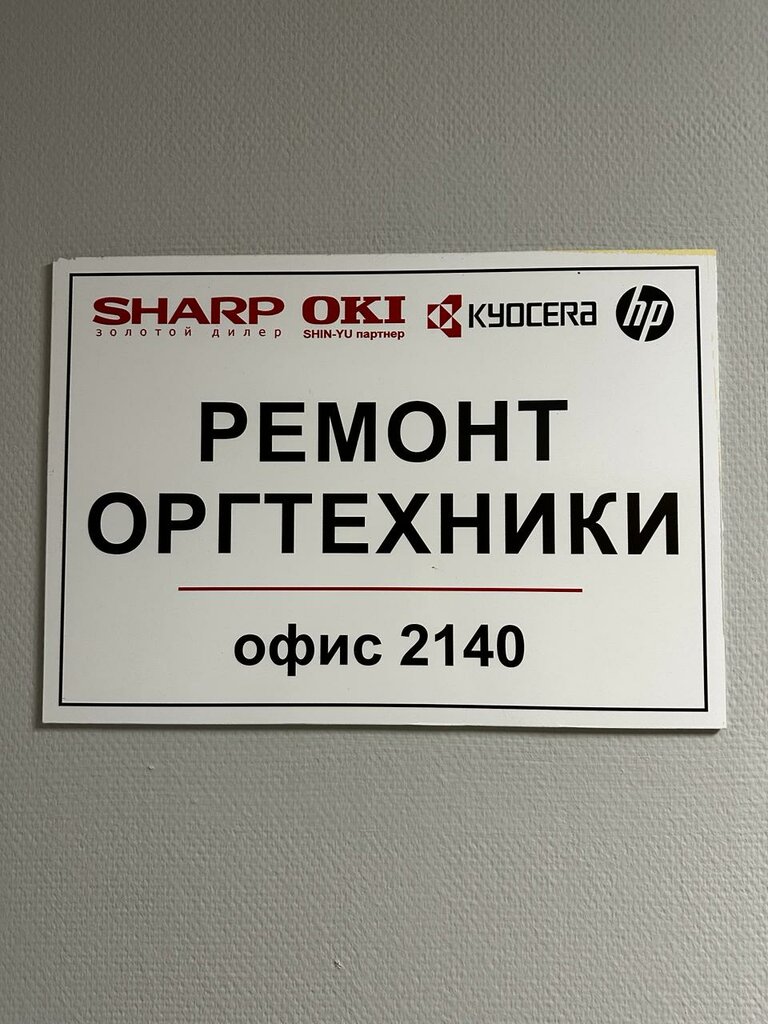 SHARP OKI KYOCERA hp
золотой дилер SHIN-YU партнер
РЕМОНТ
ОРГТЕХНИКИ
офис 2140